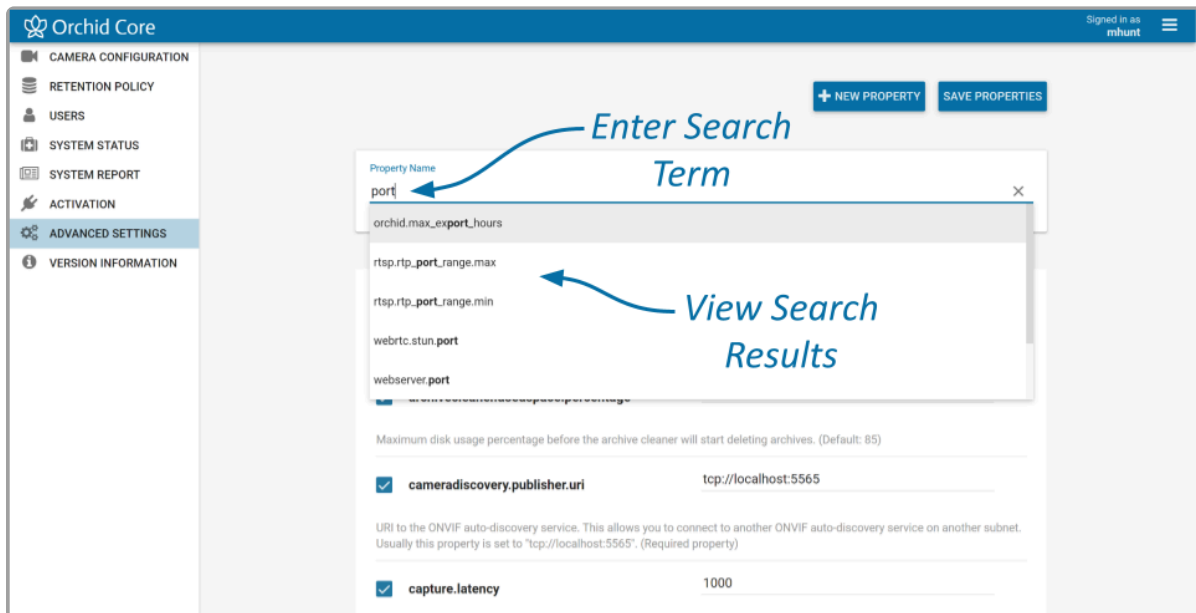 Orchid Core
Signed in as
mhunt
CAMERA CONFIGURATION
RETENTION POLICY
USERS
SYSTEM STATUS
SYSTEM REPORT
ACTIVATION
ADVANCED SETTINGS
VERSION INFORMATION
NEW PROPERTY
SAVE PROPERTIES
Enter Search
Term
Property Name
port
orchid.max_export_hours
rtsp.rtp_port_range.max
rtsp.rtp_port_range.min
webrtc.stun.port
webserver.port
View Search
Results
Maximum disk usage percentage before the archive cleaner will start deleting archives. (Default: 85)
cameradiscovery.publisher.uri
tcp://localhost:5565
URI to the ONVIF auto-discovery service. This allows you to connect to another ONVIF auto-discovery service on another subnet.
Usually this property is set to "tcp://localhost:5565". (Required property)
capture.latency
1000